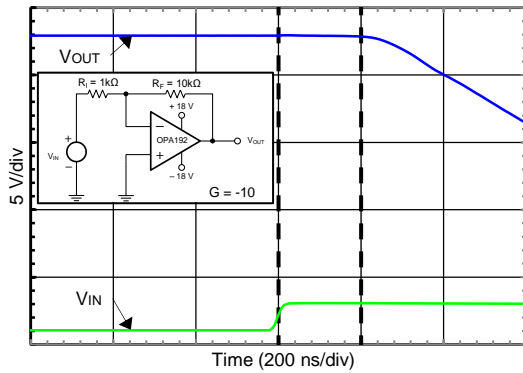 VOUT
RI = 1kΩ
RF = 10kΩ
+ 18 V
–
+
OPA192
– 18 V
VOUT
+
VIN
–
G = -10
VIN
5 V/div
Time (200 ns/div)